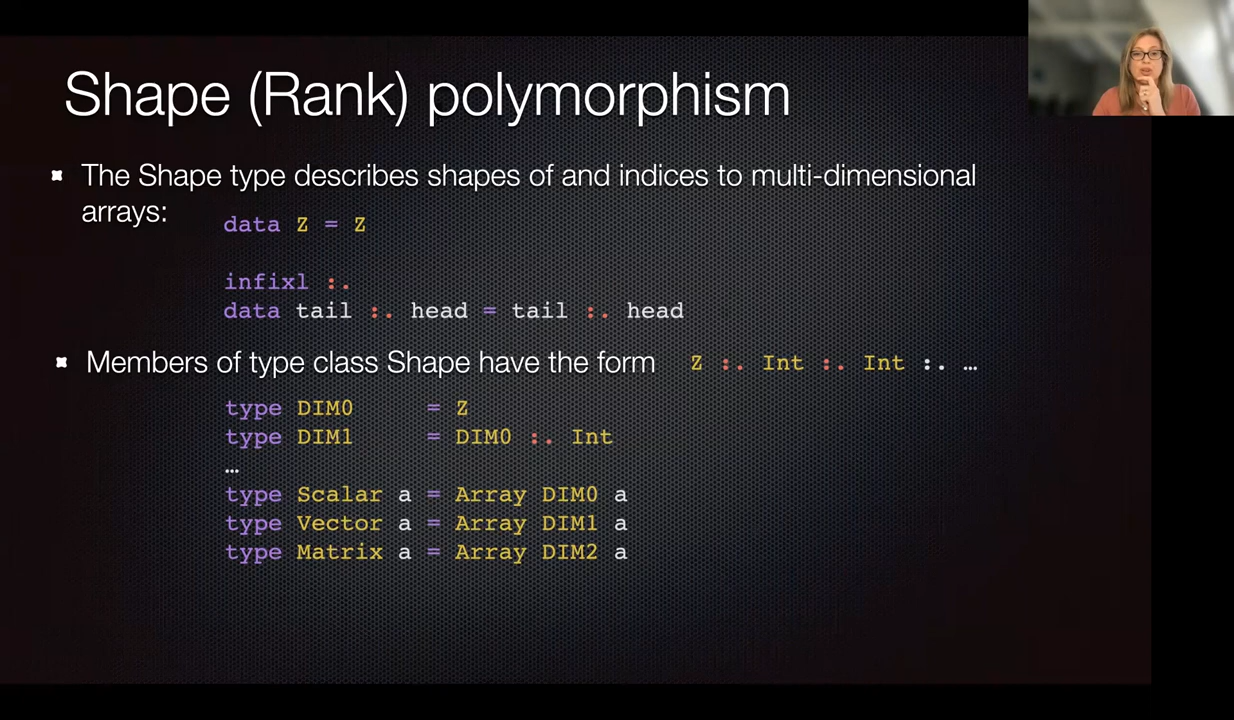 Shape (Rank) polymorphism
The Shape type describes shapes of and indices to multi-dimensional
arrays:
data Z = Z
infixl :.
data tail :. head = tail :. head
Members of type class Shape have the form Z :. Int :. Int :. …
type DIM0 = Z
type DIM1 = DIM0 :. Int
…
type Scalar a = Array DIM0 a
type Vector a = Array DIM1 a
type Matrix a = Array DIM2 a